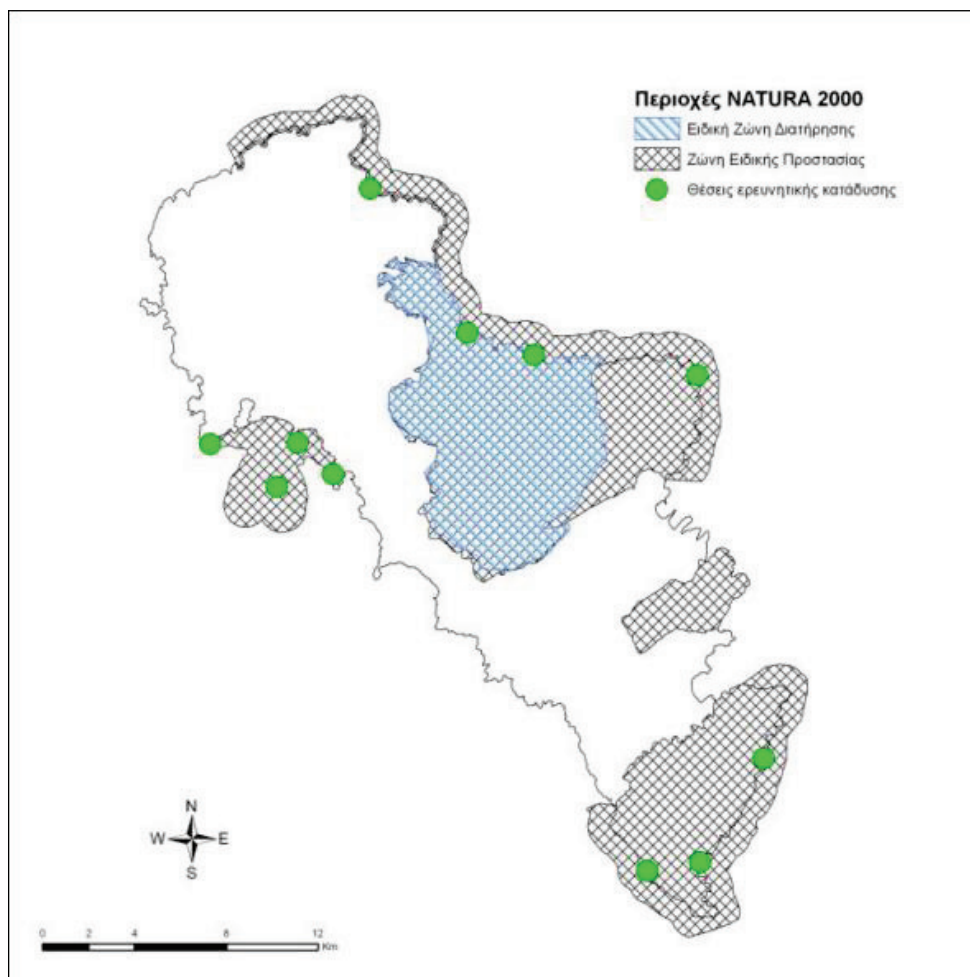 Περιοχές NATURA 2000
Ειδική Ζώνη Διατήρησης
Ζώνη Ειδικής Προστασίας
Θέσεις ερευνητικής κατάδυσης
N
W E
S
0 2 4 8 12
Km